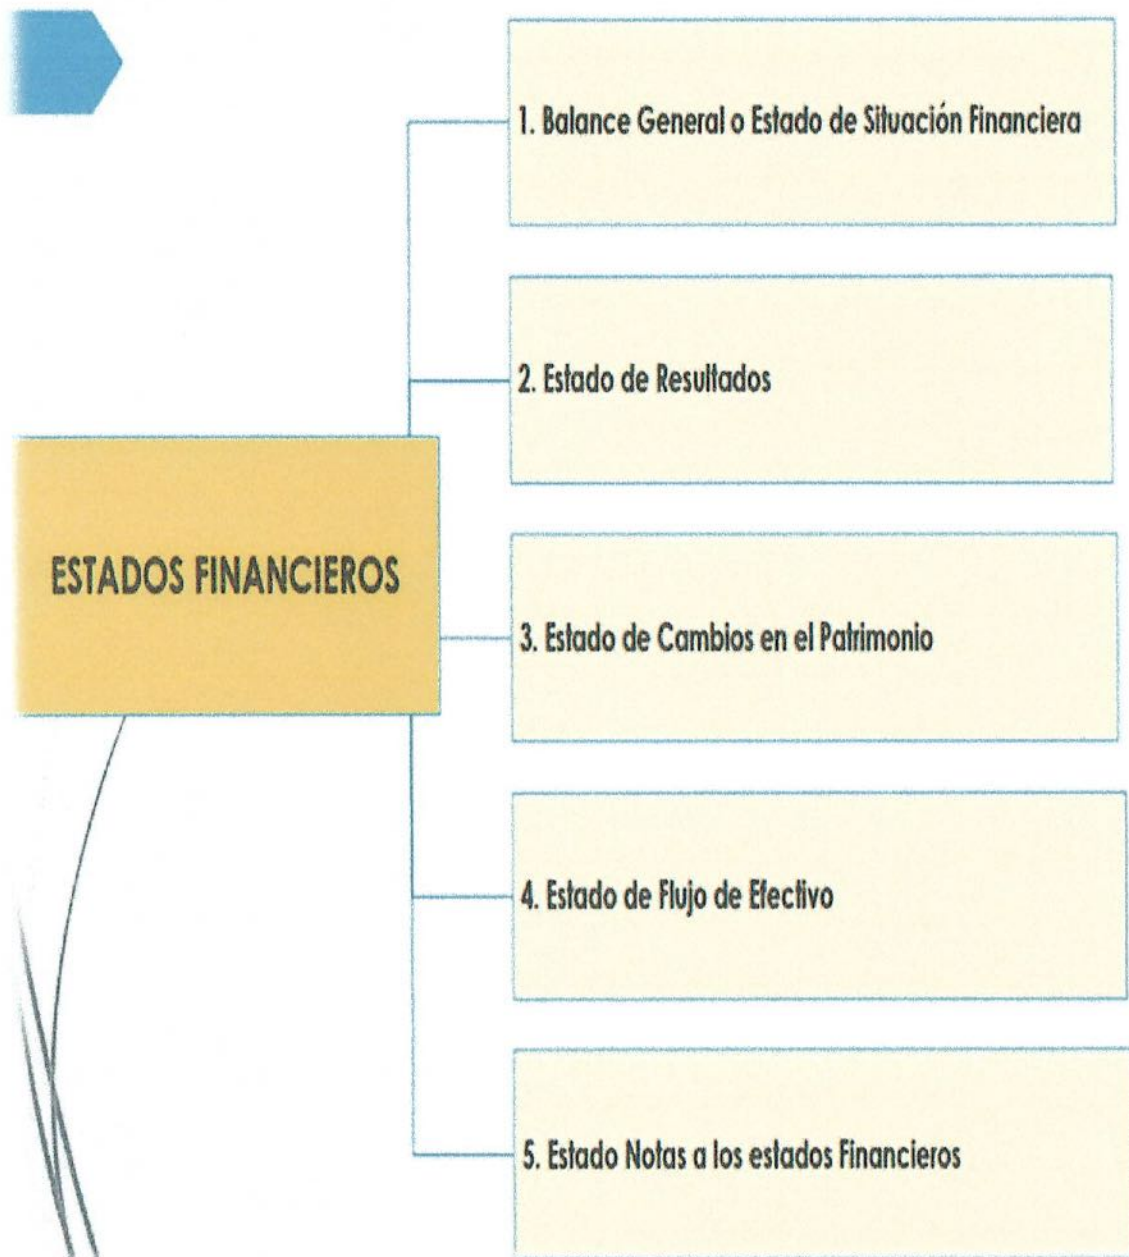 1. Balance General o Estado de Situación Financiera
2. Estado de Resultados
ESTADOS FINANCIEROS
3. Estado de Cambios en el Patrimonio
4. Estado de Flujo de Efectivo
5. Estado Notas a los estados Financieros